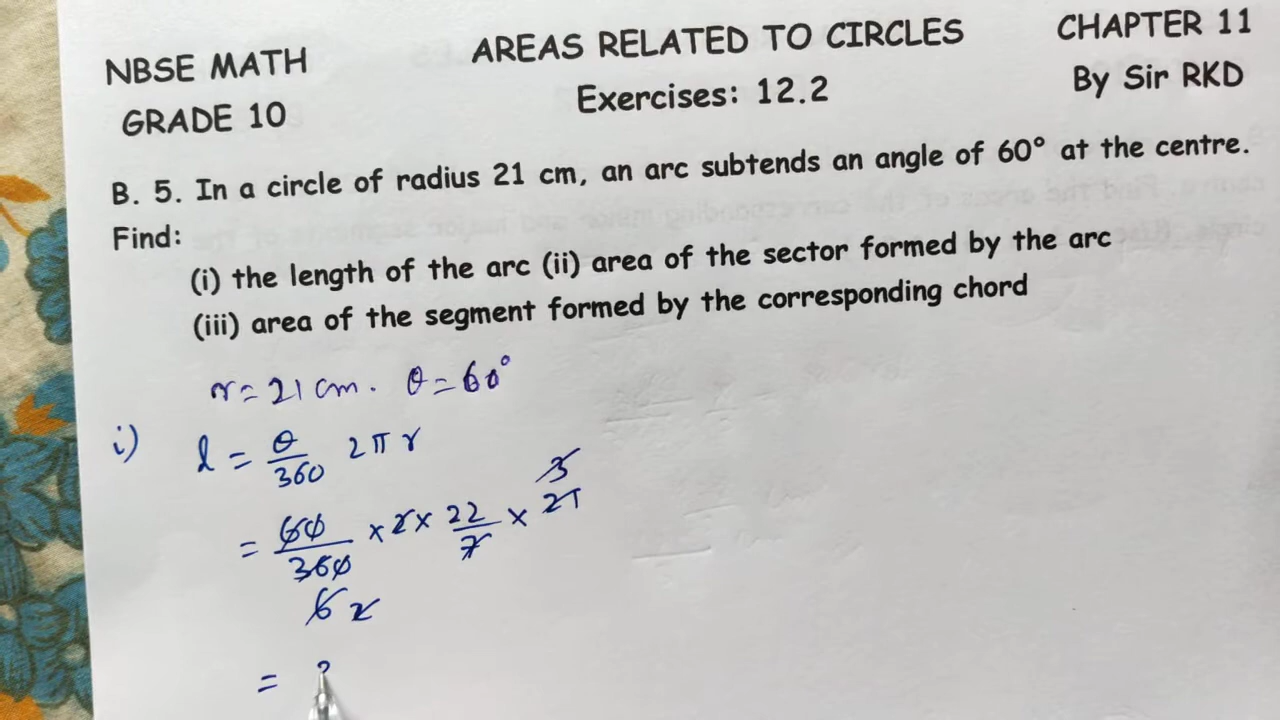 NBSE MATH AREAS RELATED TO CIRCLES CHAPTER 11
GRADE 10 Exercises: 12.2 By Sir RKD
B. 5. In a circle of radius 21 cm, an arc subtends an angle of 60° at the centre.
Find:
(i) the length of the arc (ii) area of the sector formed by the arc
(iii) area of the segment formed by the corresponding chord
r = 21 cm. θ = 60°
i) l = θ/360 2πr
= 60/360 × 2 × 22/7 × 21 3
6 2
=